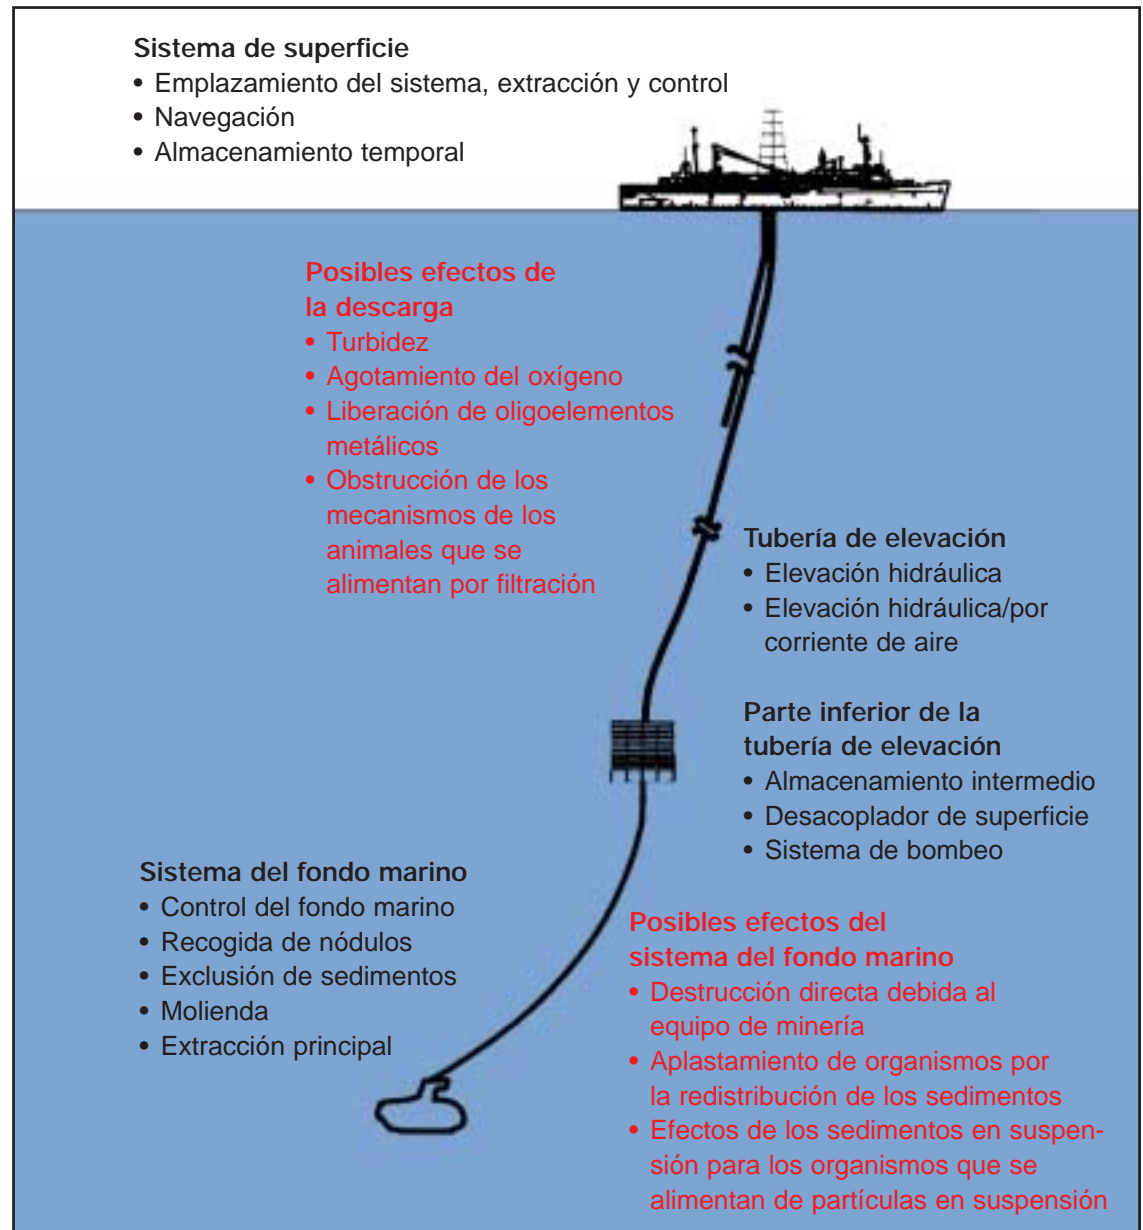 Sistema de superficie
• Emplazamiento del sistema, extracción y control
• Navegación
• Almacenamiento temporal
Posibles efectos de
la descarga
• Turbidez
• Agotamiento del oxígeno
• Liberación de oligoelementos
metálicos
• Obstrucción de los
mecanismos de los
animales que se
alimentan por filtración
Tubería de elevación
• Elevación hidráulica
• Elevación hidráulica/por
corriente de aire
Parte inferior de la
tubería de elevación
• Almacenamiento intermedio
• Desacoplador de superficie
• Sistema de bombeo
Sistema del fondo marino
• Control del fondo marino
• Recogida de nódulos
• Exclusión de sedimentos
• Molienda
• Extracción principal
Posibles efectos del
sistema del fondo marino
• Destrucción directa debida al
equipo de minería
• Aplastamiento de organismos por
la redistribución de los sedimentos
• Efectos de los sedimentos en suspen-
sión para los organismos que se
alimentan de partículas en suspensión